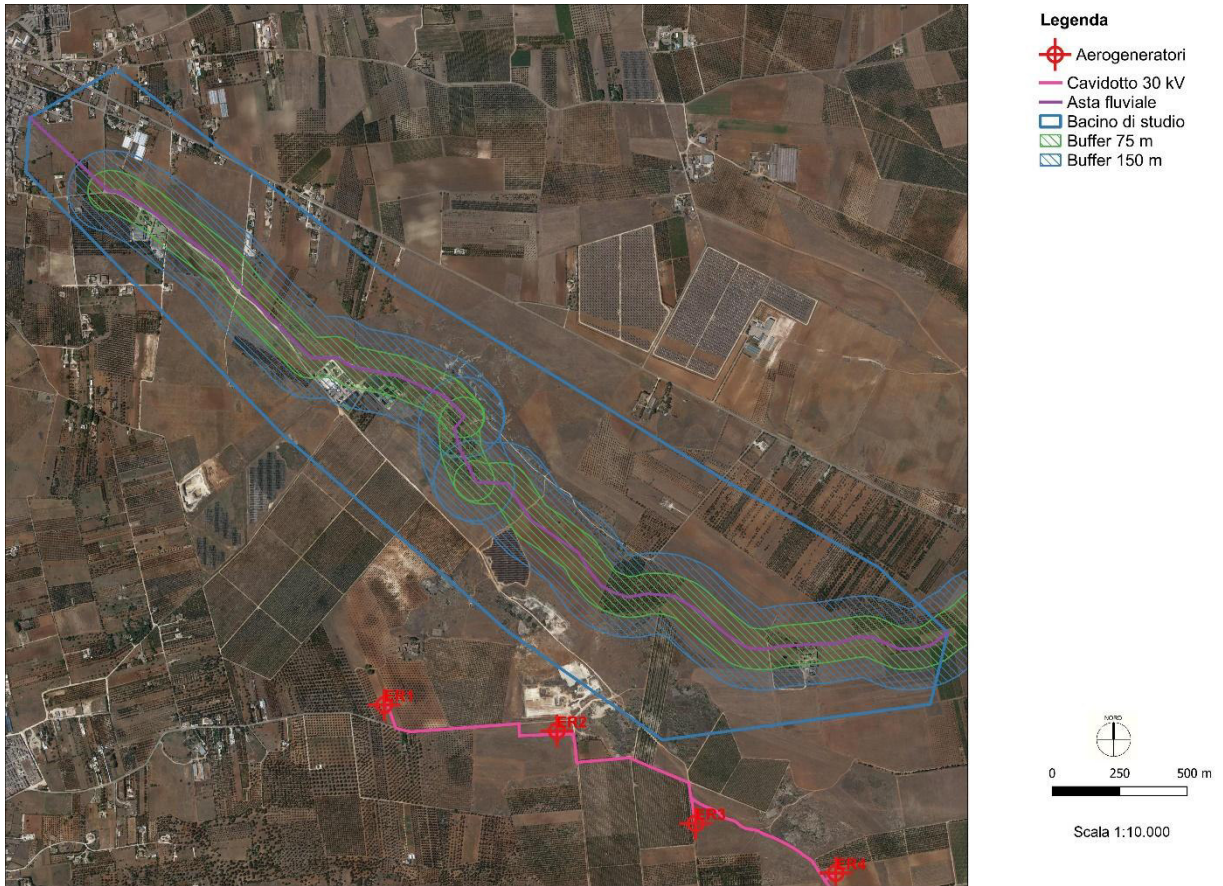 Legenda
Aerogeneratori
Cavidotto 30 kV
Asta fluviale
Bacino di studio
Buffer 75 m
Buffer 150 m
ER1
ER2
ER3
ER4
NORD
0 250 500 m
Scala 1:10.000